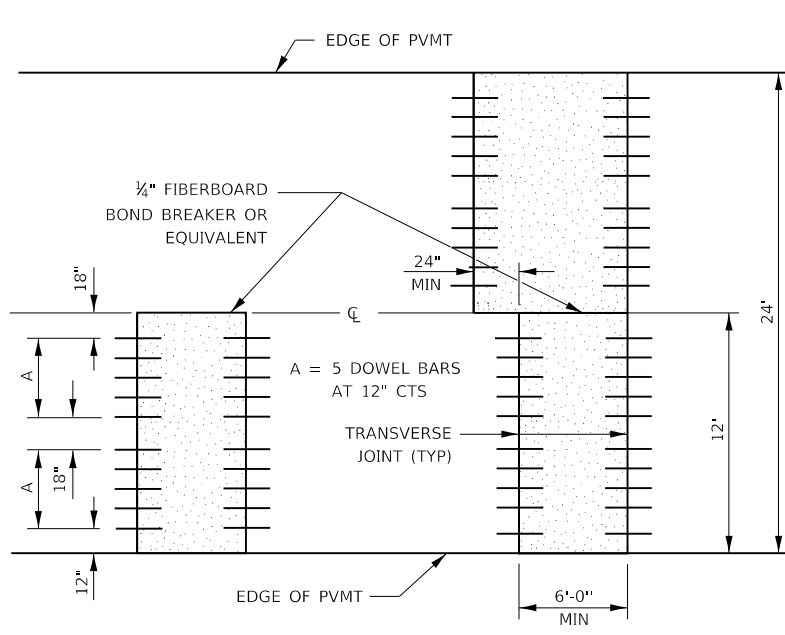 EDGE OF PVMT
¼" FIBERBOARD
BOND BREAKER OR
EQUIVALENT
24"
MIN
18"
℄
24'
A = 5 DOWEL BARS
AT 12" CTS
A
12'
TRANSVERSE
JOINT (TYP)
A
18"
12"
EDGE OF PVMT
6'-0"
MIN